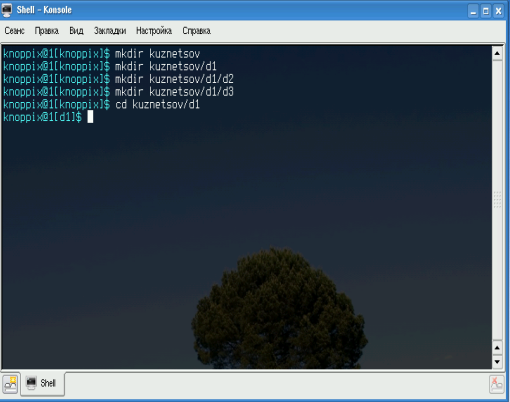 Shell - Konsole
Сеанс Правка Вид Закладки Настройка Справка
knoppix@1[knoppix]$ mkdir kuznetsov
knoppix@1[knoppix]$ mkdir kuznetsov/d1
knoppix@1[knoppix]$ mkdir kuznetsov/d1/d2
knoppix@1[knoppix]$ mkdir kuznetsov/d1/d3
knoppix@1[knoppix]$ cd kuznetsov/d1
knoppix@1[d1]$
Shell